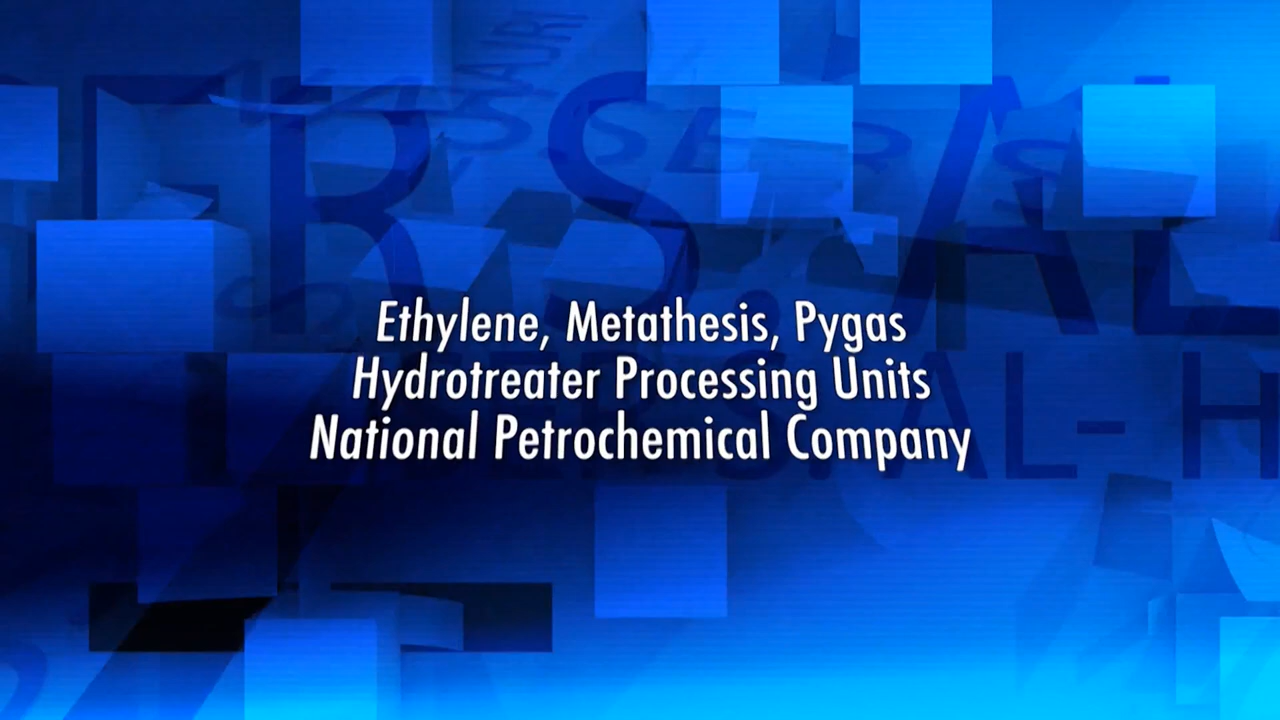 Ethylene, Metathesis, Pygas
Hydrotreater Processing Units
National Petrochemical Company